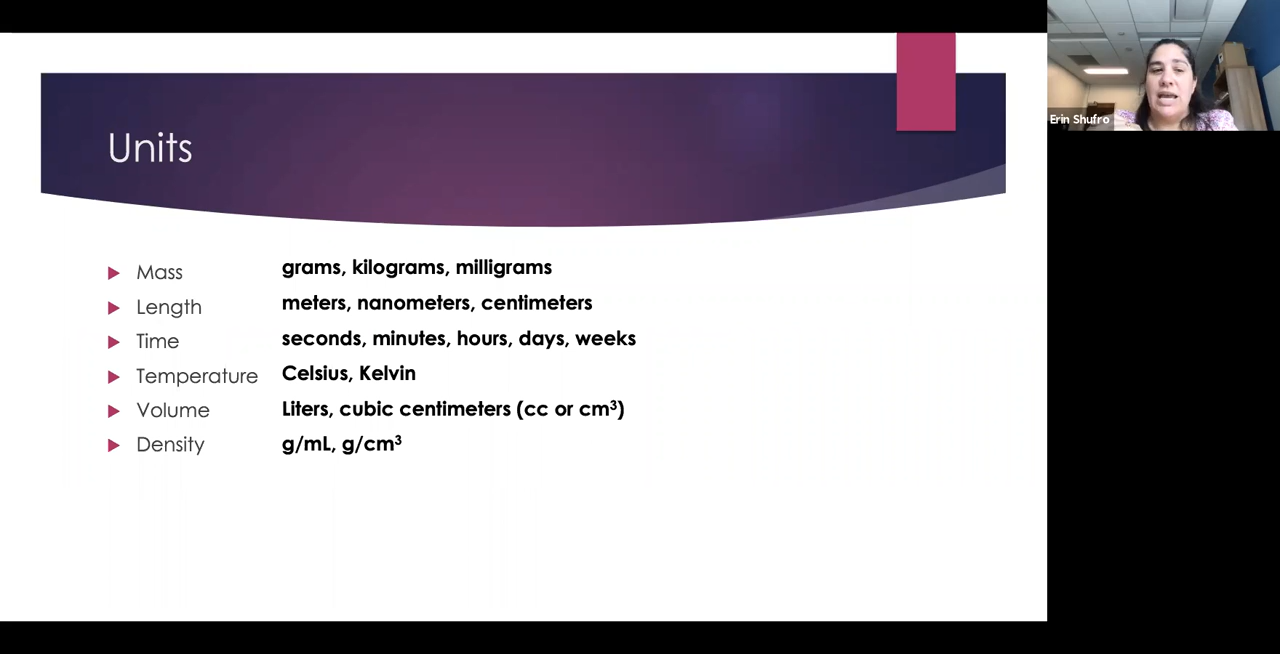 Units
Mass grams, kilograms, milligrams
Length meters, nanometers, centimeters
Time seconds, minutes, hours, days, weeks
Temperature Celsius, Kelvin
Volume Liters, cubic centimeters (cc or cm³)
Density g/mL, g/cm³
Erin Shufro